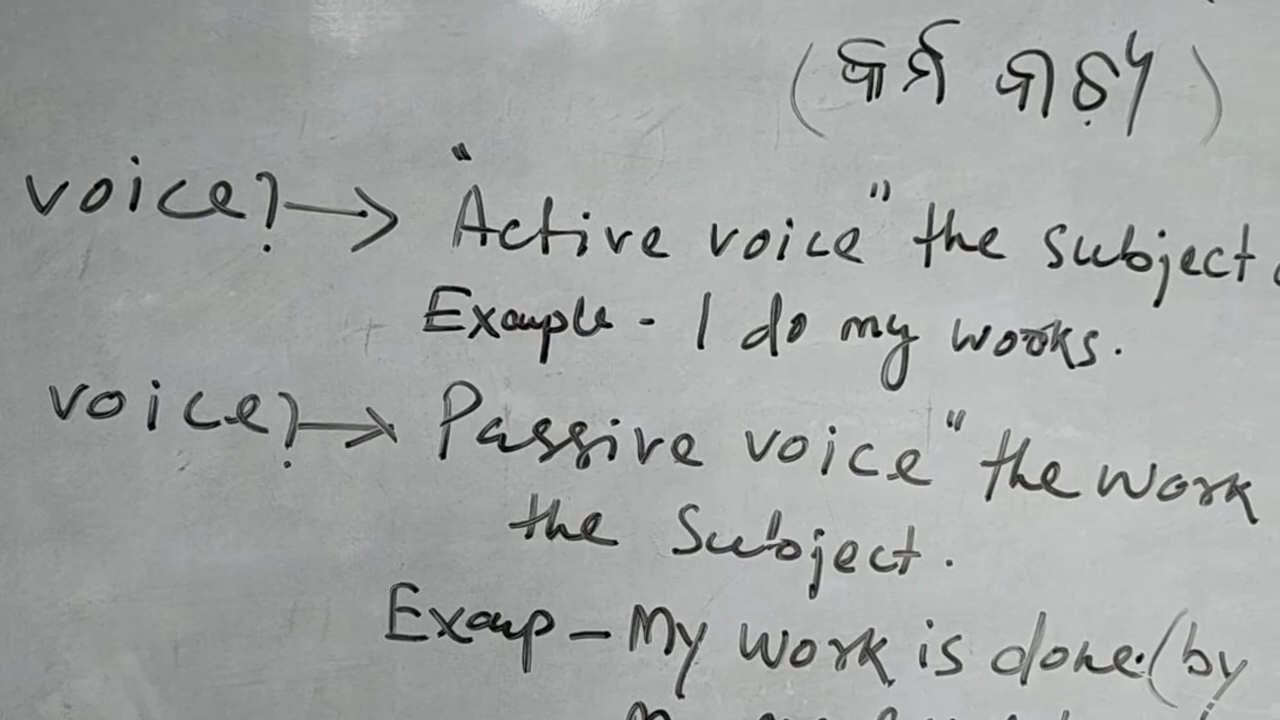 (କର୍ମ ବାଚ୍ୟ)
voice?→ "Active voice" the subject
Example - I do my works.
voice?→ Passive voice" the work
the Subject.
Examp - My work is done. (by